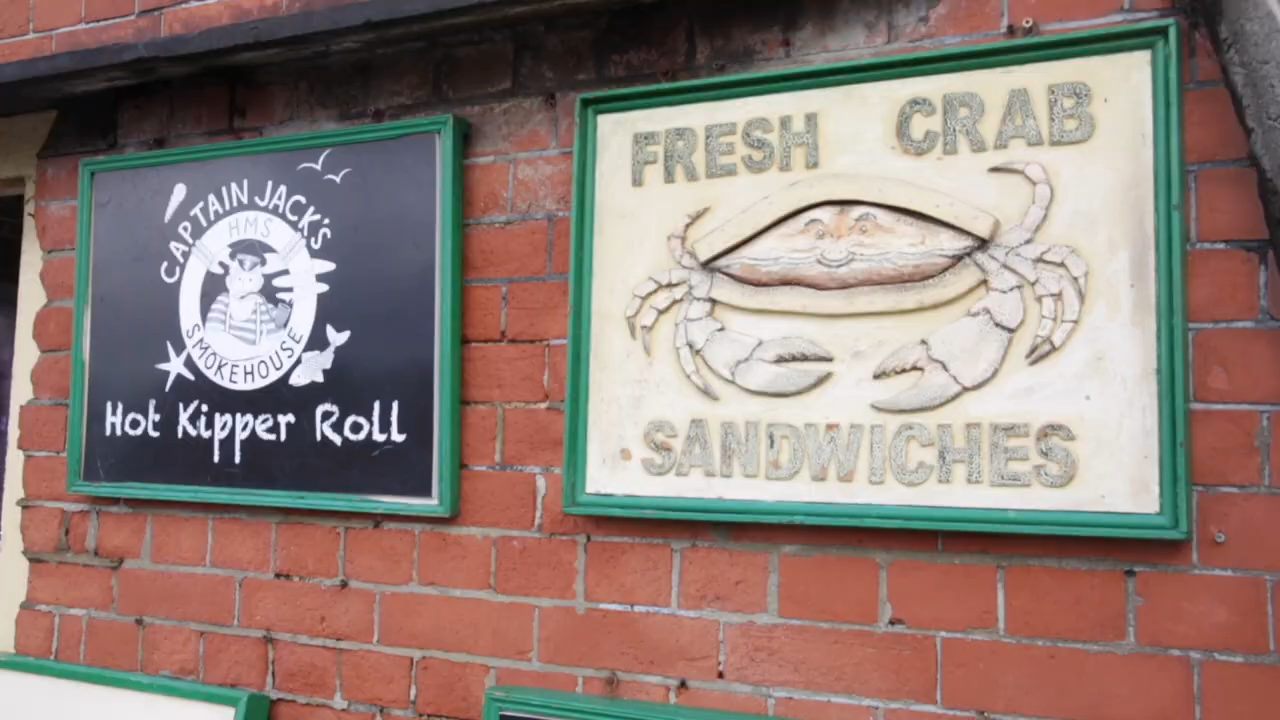 CAPTAIN JACK'S
HMS
SMOKEHOUSE
Hot Kipper Roll
FRESH CRAB
SANDWICHES